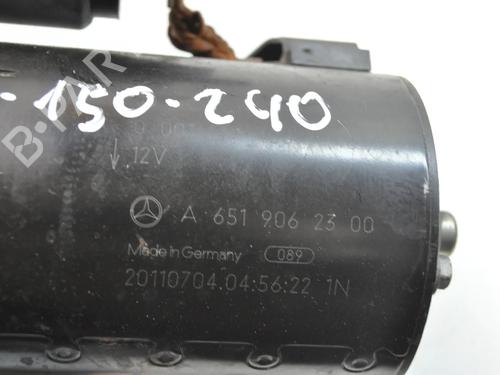 -150-240
12V
A 651 906 23 00
Made in Germany 089
20110704.04:56:22 1N